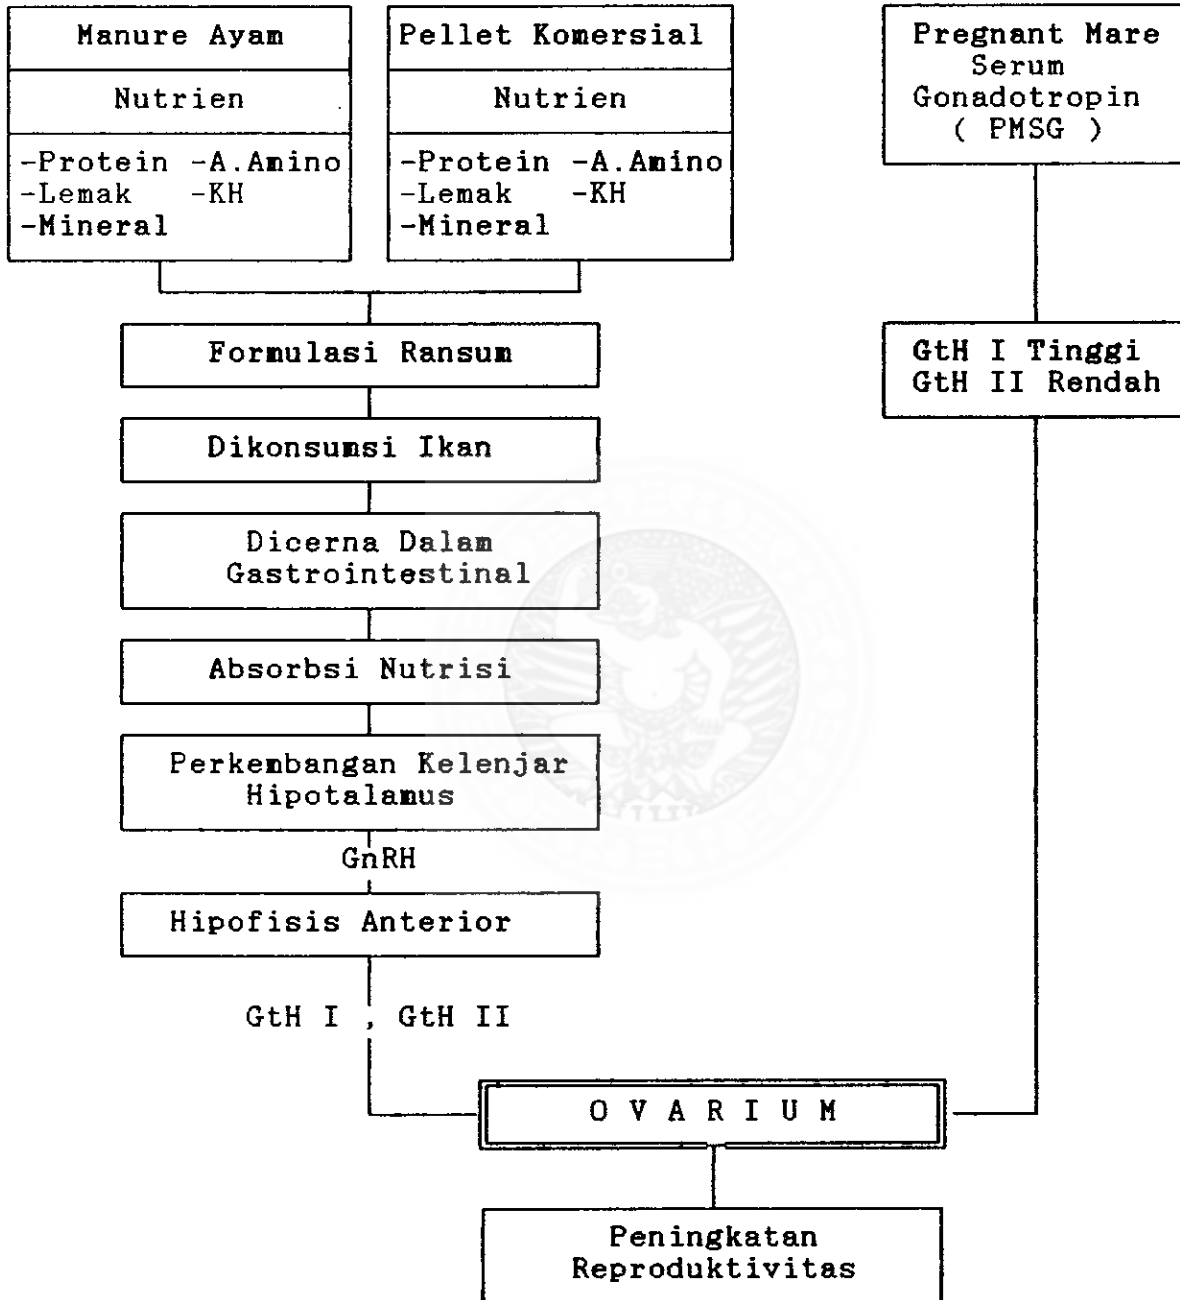 Manure Ayam
Nutrien
-Protein -A.Amino
-Lemak -KH
-Mineral
Pellet Komersial
Nutrien
-Protein -A.Amino
-Lemak -KH
-Mineral
Pregnant Mare
Serum
Gonadotropin
( PMSG )
Formulasi Ransum
GtH I Tinggi
GtH II Rendah
Dikonsumsi Ikan
Dicerna Dalam
Gastrointestinal
Absorbsi Nutrisi
Perkembangan Kelenjar
Hipotalamus
GnRH
Hipofisis Anterior
GtH I , GtH II
O V A R I U M
Peningkatan
Reproduktivitas